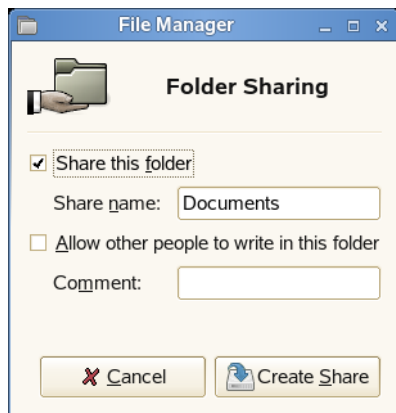 File Manager
Folder Sharing
Share this folder
Share name: Documents
Allow other people to write in this folder
Comment:
Cancel Create Share